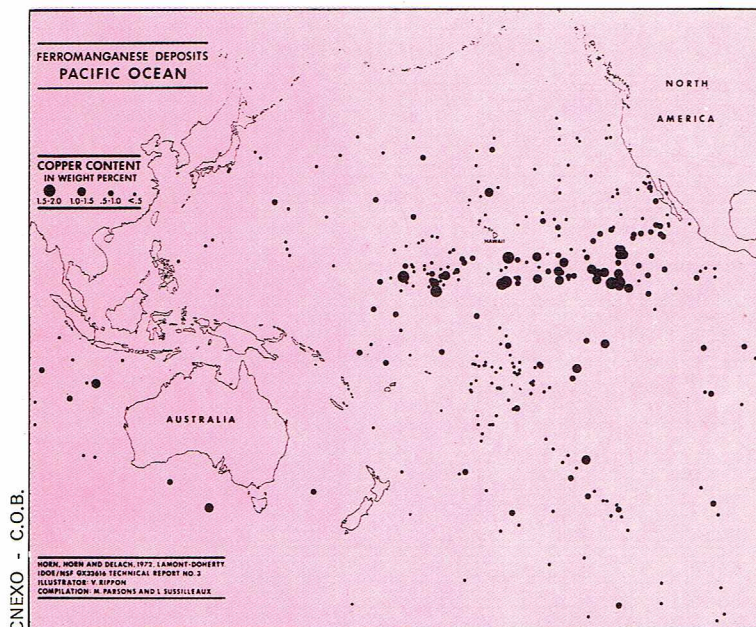 FERROMANGANESE DEPOSITS
PACIFIC OCEAN
COPPER CONTENT
IN WEIGHT PERCENT
1.5-2.0 1.0-1.5 .5-1.0 <.5
NORTH
AMERICA
HAWAII
AUSTRALIA
HORN, HORN AND DELACH, 1972, LAMONT-DOHERTY
IDOE/NSF GX33616 TECHNICAL REPORT NO. 3
ILLUSTRATOR: V. RIPPON
COMPILATION: M. PARSONS AND L SUSSILLEAUX
CNEXO - C.O.B.